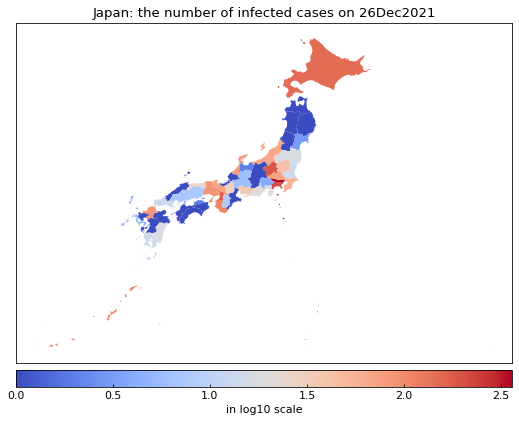 Japan: the number of infected cases on 26Dec2021
0.0 0.5 1.0 1.5 2.0 2.5
in log10 scale